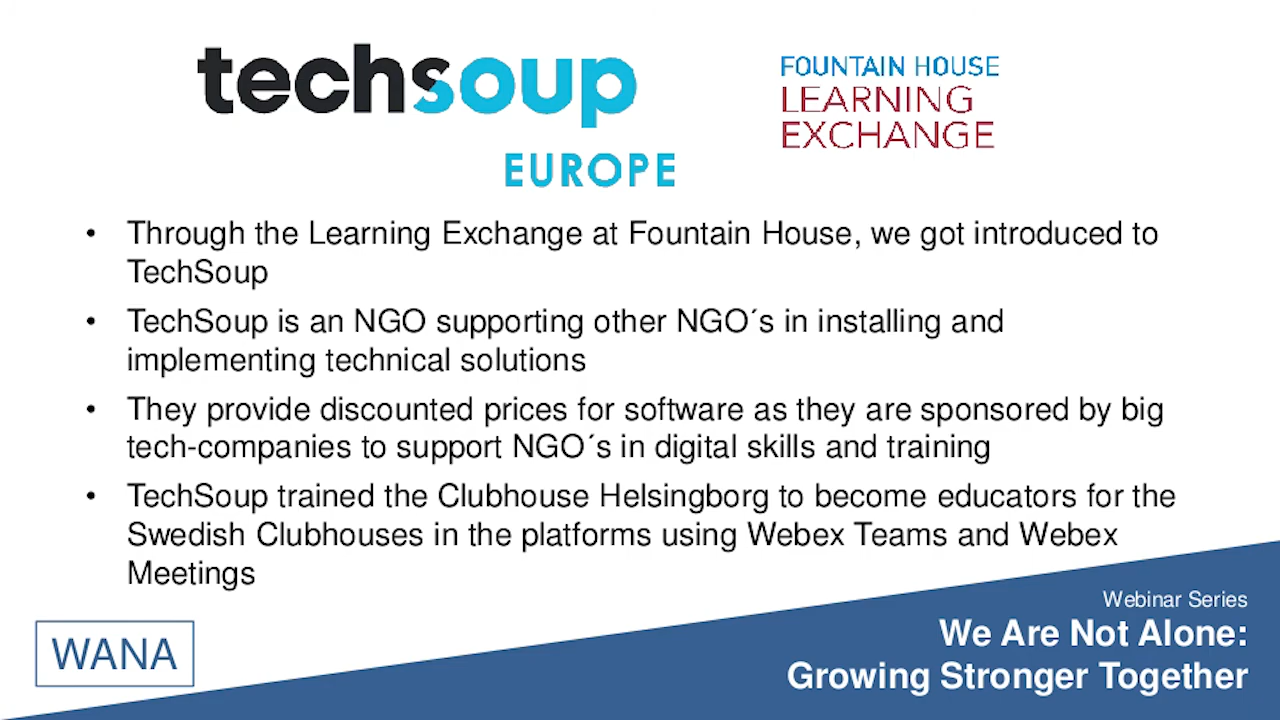 techsoup
EUROPE
FOUNTAIN HOUSE
LEARNING
EXCHANGE
• Through the Learning Exchange at Fountain House, we got introduced to
TechSoup
• TechSoup is an NGO supporting other NGO´s in installing and
implementing technical solutions
• They provide discounted prices for software as they are sponsored by big
tech-companies to support NGO´s in digital skills and training
• TechSoup trained the Clubhouse Helsingborg to become educators for the
Swedish Clubhouses in the platforms using Webex Teams and Webex
Meetings
WANA
Webinar Series
We Are Not Alone:
Growing Stronger Together